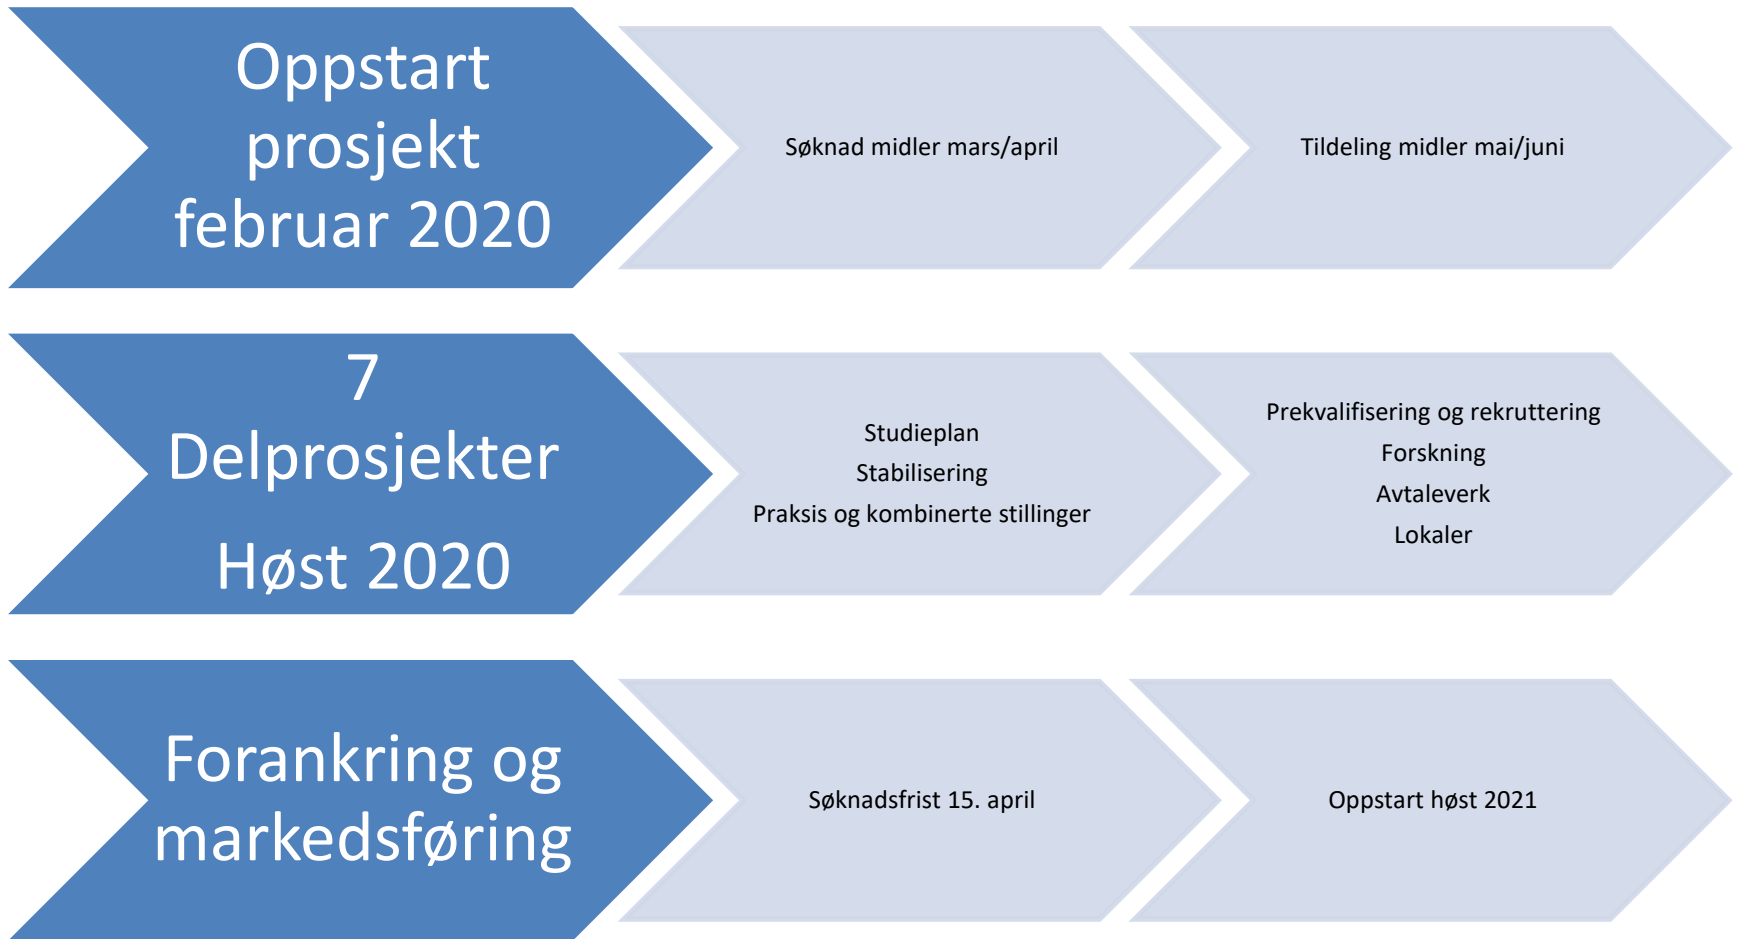 Oppstart
prosjekt
februar 2020
Søknad midler mars/april
Tildeling midler mai/juni
7
Delprosjekter
Høst 2020
Studieplan
Stabilisering
Praksis og kombinerte stillinger
Prekvalifisering og rekruttering
Forskning
Avtaleverk
Lokaler
Forankring og
markedsføring
Søknadsfrist 15. april
Oppstart høst 2021